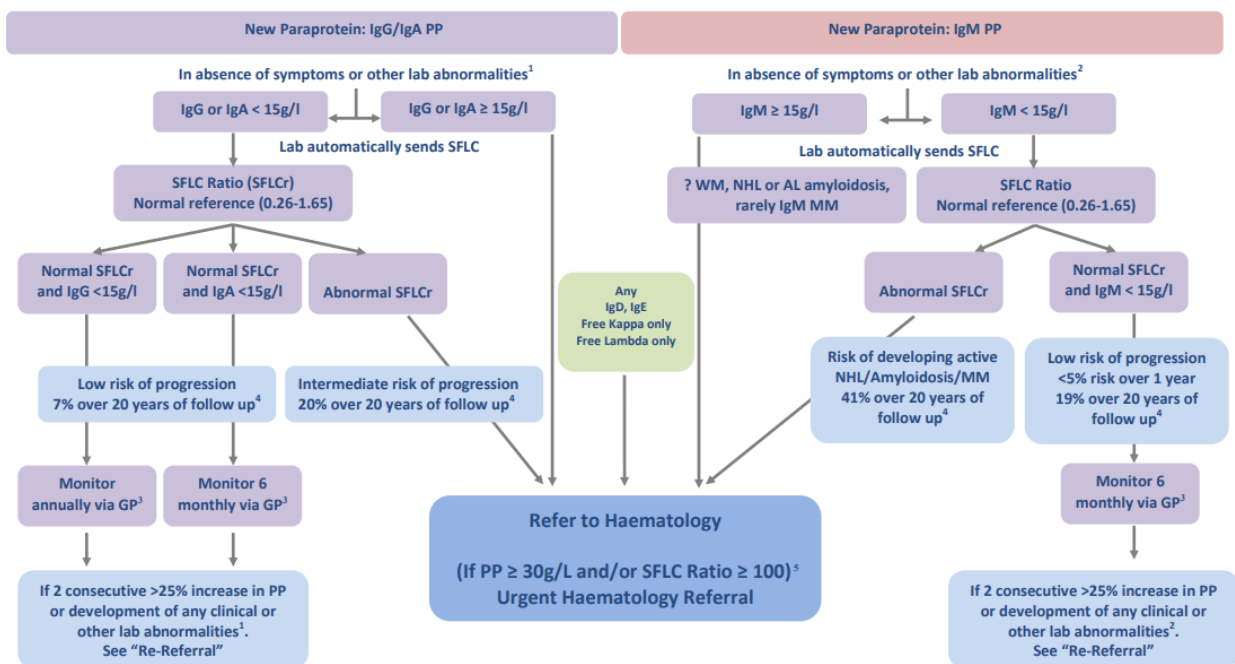 New Paraprotein: IgG/IgA PP
New Paraprotein: IgM PP
In absence of symptoms or other lab abnormalities1
In absence of symptoms or other lab abnormalities2
IgG or IgA < 15g/l
IgG or IgA ≥ 15g/l
IgM ≥ 15g/l
IgM < 15g/l
Lab automatically sends SFLC
Lab automatically sends SFLC
SFLC Ratio (SFLCr)
Normal reference (0.26-1.65)
? WM, NHL or AL amyloidosis,
rarely IgM MM
SFLC Ratio
Normal reference (0.26-1.65)
Normal SFLCr
and IgG <15g/l
Normal SFLCr
and IgA <15g/l
Abnormal SFLCr
Any
IgD, IgE
Free Kappa only
Free Lambda only
Abnormal SFLCr
Normal SFLCr
and IgM < 15g/l
Low risk of progression
7% over 20 years of follow up4
Intermediate risk of progression
20% over 20 years of follow up4
Risk of developing active
NHL/Amyloidosis/MM
41% over 20 years of
follow up4
Low risk of progression
<5% risk over 1 year
19% over 20 years of
follow up4
Monitor
annually via GP3
Monitor 6
monthly via GP3
Monitor 6
monthly via GP3
Refer to Haematology
(If PP ≥ 30g/L and/or SFLC Ratio ≥ 100)5
Urgent Haematology Referral
If 2 consecutive >25% increase in PP
or development of any clinical or
other lab abnormalities1.
See “Re-Referral”
If 2 consecutive >25% increase in PP
or development of any clinical or
other lab abnormalities2.
See “Re-Referral”